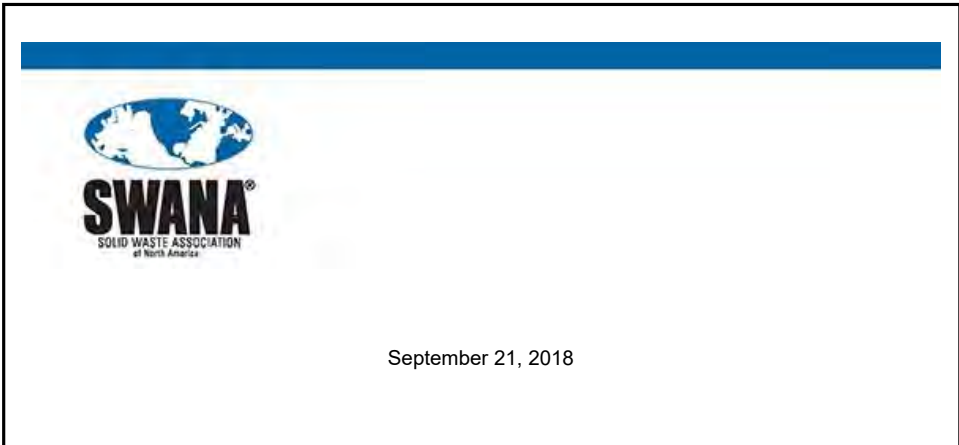 SWANA®
SOLID WASTE ASSOCIATION
of North America
September 21, 2018